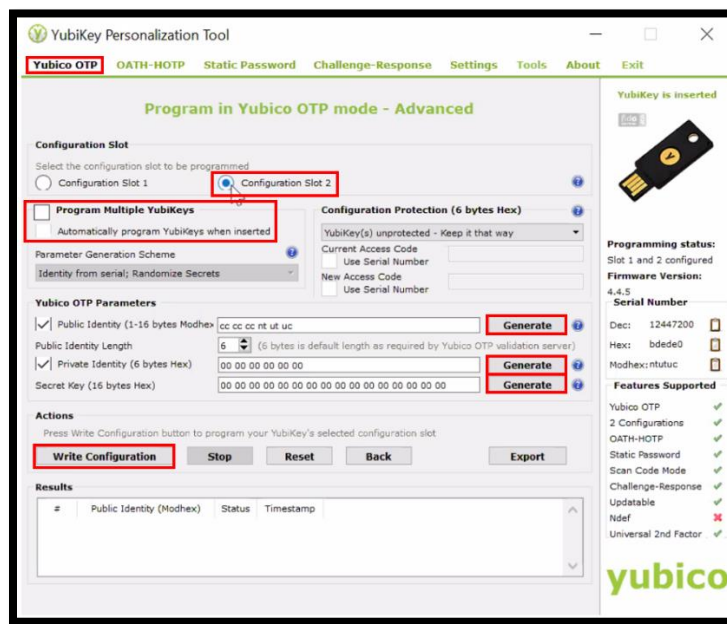 YubiKey Personalization Tool
Yubico OTP OATH-HOTP Static Password Challenge-Response Settings Tools About Exit
Program in Yubico OTP mode - Advanced
Configuration Slot
Select the configuration slot to be programmed
Configuration Slot 1 Configuration Slot 2
Program Multiple YubiKeys
Automatically program YubiKeys when inserted
Parameter Generation Scheme
Identity from serial; Randomize Secrets
Configuration Protection (6 bytes Hex)
YubiKey(s) unprotected - Keep it that way
Current Access Code
Use Serial Number
New Access Code
Use Serial Number
Yubico OTP Parameters
Public Identity (1-16 bytes Modhex cc cc cc nt ut uc Generate
Public Identity Length 6 (6 bytes is default length as required by Yubico OTP validation server)
Private Identity (6 bytes Hex) 00 00 00 00 00 00 Generate
Secret Key (16 bytes Hex) 00 00 00 00 00 00 00 00 00 00 00 00 00 00 00 00 Generate
Actions
Press Write Configuration button to program your YubiKey's selected configuration slot
Write Configuration Stop Reset Back Export
Results
# Public Identity (Modhex) Status Timestamp
YubiKey is inserted
Programming status:
Slot 1 and 2 configured
Firmware Version:
4.4.5
Serial Number
Dec: 12447200
Hex: bdede0
Modhex: ntutuc
Features Supported
Yubico OTP
2 Configurations
OATH-HOTP
Static Password
Scan Code Mode
Challenge-Response
Updatable
Ndef
Universal 2nd Factor
yubico